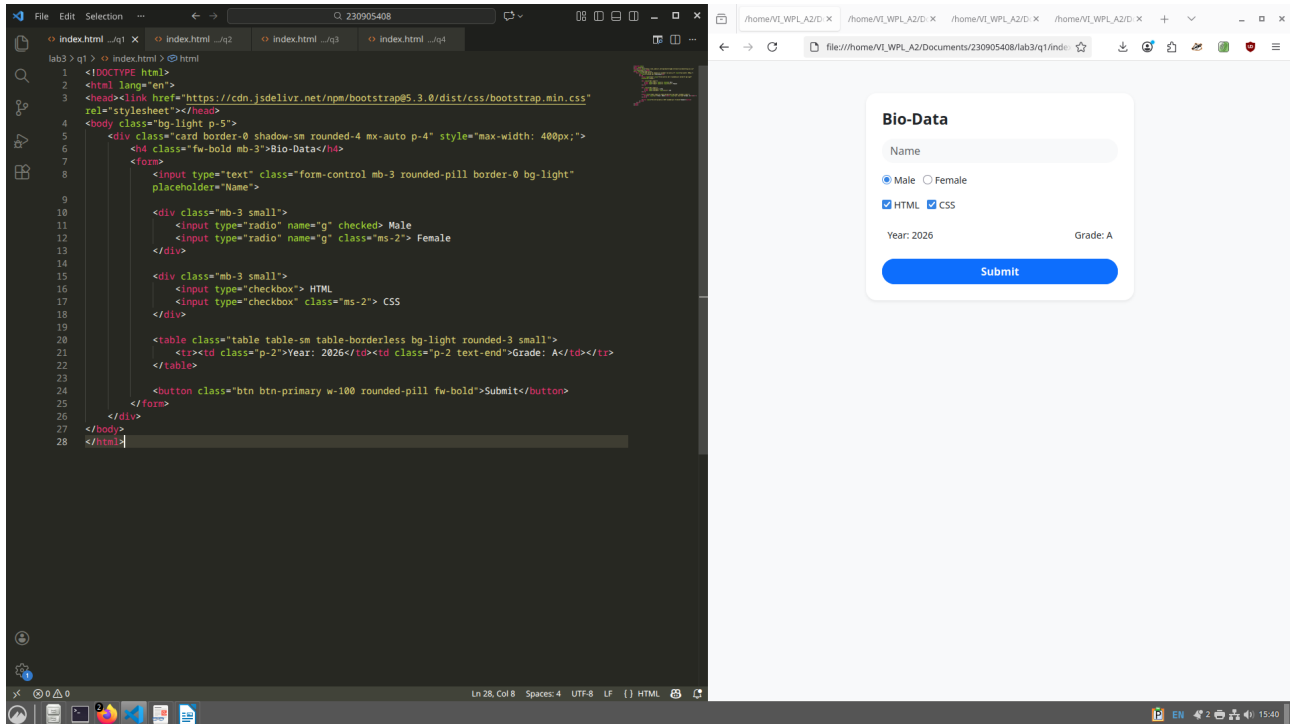 File Edit Selection ··· 230905408
index.html .../q1 index.html .../q2 index.html .../q3 index.html .../q4
lab3 > q1 > index.html > html
1 <!DOCTYPE html>
2 <html lang="en">
3 <head><link href="https://cdn.jsdelivr.net/npm/bootstrap@5.3.0/dist/css/bootstrap.min.css"
rel="stylesheet"></head>
4 <body class="bg-light p-5">
5 <div class="card border-0 shadow-sm rounded-4 mx-auto p-4" style="max-width: 400px;">
6 <h4 class="fw-bold mb-3">Bio-Data</h4>
7 <form>
8 <input type="text" class="form-control mb-3 rounded-pill border-0 bg-light"
placeholder="Name">
9
10 <div class="mb-3 small">
11 <input type="radio" name="g" checked> Male
12 <input type="radio" name="g" class="ms-2"> Female
13 </div>
14
15 <div class="mb-3 small">
16 <input type="checkbox"> HTML
17 <input type="checkbox" class="ms-2"> CSS
18 </div>
19
20 <table class="table table-sm table-borderless bg-light rounded-3 small">
21 <tr><td class="p-2">Year: 2026</td><td class="p-2 text-end">Grade: A</td></tr>
22 </table>
23
24 <button class="btn btn-primary w-100 rounded-pill fw-bold">Submit</button>
25 </form>
26 </div>
27 </body>
28 </html>
0 0 Ln 28, Col 8 Spaces: 4 UTF-8 LF { } HTML
/home/VI_WPL_A2/D /home/VI_WPL_A2/D /home/VI_WPL_A2/D /home/VI_WPL_A2/D
file:///home/VI_WPL_A2/Documents/230905408/lab3/q1/inde
Bio-Data
Name
Male Female
HTML CSS
Year: 2026 Grade: A
Submit
2 EN 2 15:40